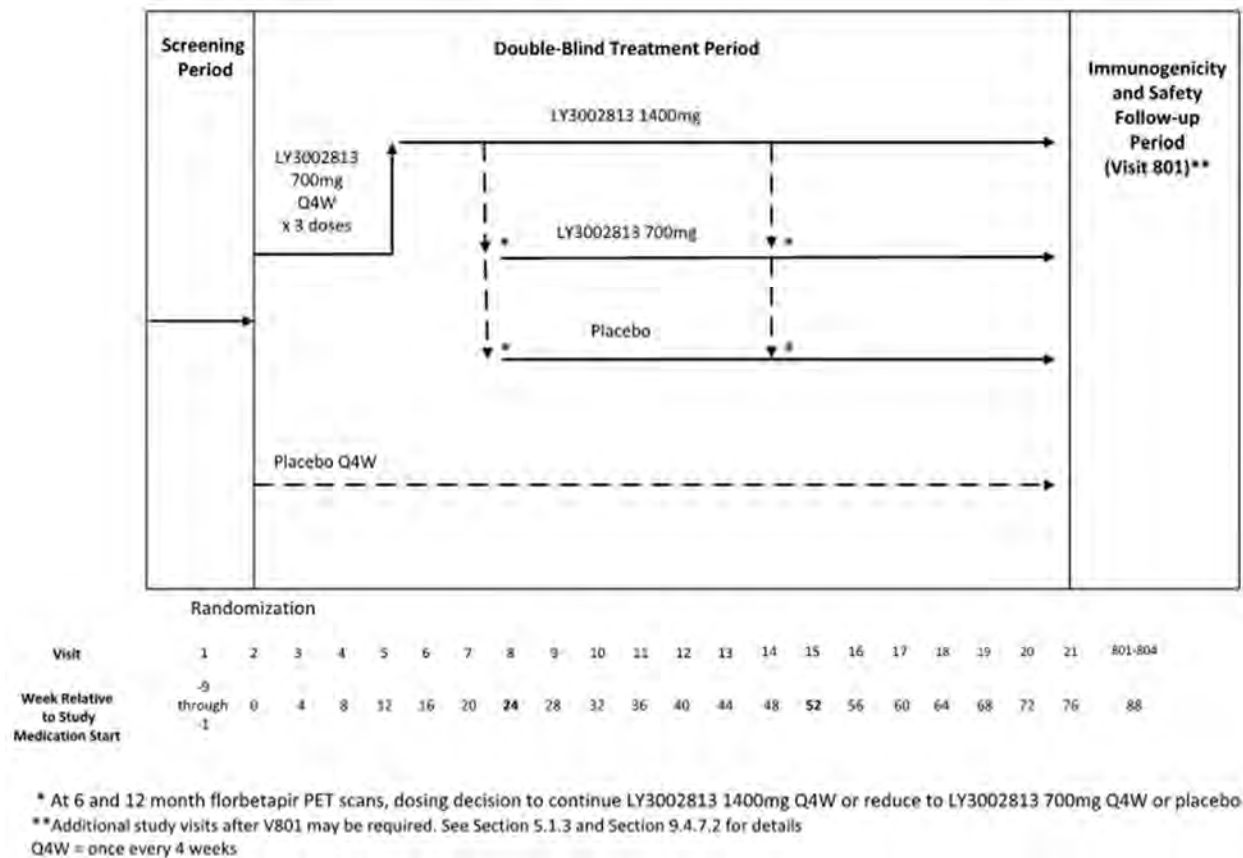 Screening
Period
Double-Blind Treatment Period
Immunogenicity
and Safety
Follow-up
Period
(Visit 801)**
LY3002813 1400mg
LY3002813
700mg
Q4W
x 3 doses
* LY3002813 700mg *
Placebo
* *
Placebo Q4W
Randomization
Visit 1 2 3 4 5 6 7 8 9 10 11 12 13 14 15 16 17 18 19 20 21 801-804
Week Relative to Study Medication Start -9 through -1 0 4 8 12 16 20 24 28 32 36 40 44 48 52 56 60 64 68 72 76 88
* At 6 and 12 month florbetapir PET scans, dosing decision to continue LY3002813 1400mg Q4W or reduce to LY3002813 700mg Q4W or placebo
**Additional study visits after V801 may be required. See Section 5.1.3 and Section 9.4.7.2 for details
Q4W = once every 4 weeks